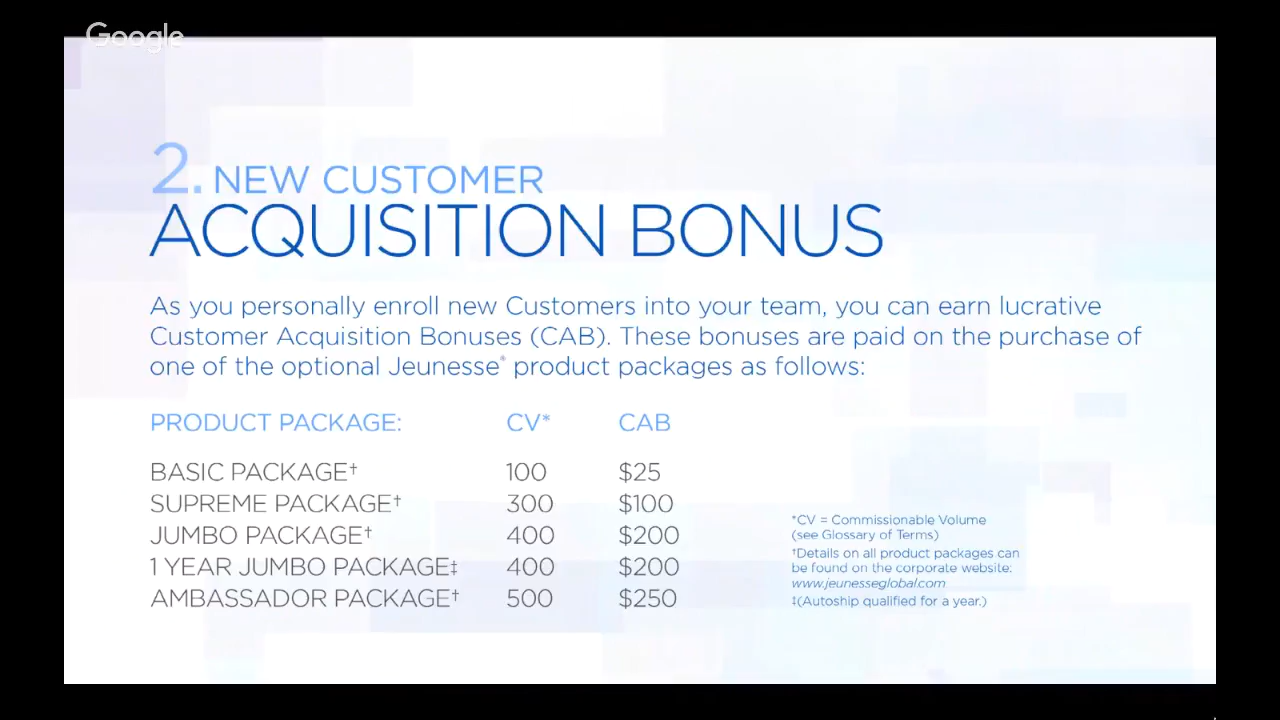 Google
2. NEW CUSTOMER
ACQUISITION BONUS
As you personally enroll new Customers into your team, you can earn lucrative
Customer Acquisition Bonuses (CAB). These bonuses are paid on the purchase of
one of the optional Jeunesse® product packages as follows:
PRODUCT PACKAGE: CV* CAB
BASIC PACKAGE† 100 $25
SUPREME PACKAGE† 300 $100
JUMBO PACKAGE† 400 $200
1 YEAR JUMBO PACKAGE‡ 400 $200
AMBASSADOR PACKAGE† 500 $250
*CV = Commissionable Volume
(see Glossary of Terms)
†Details on all product packages can
be found on the corporate website:
www.jeunesseglobal.com
‡(Autoship qualified for a year.)